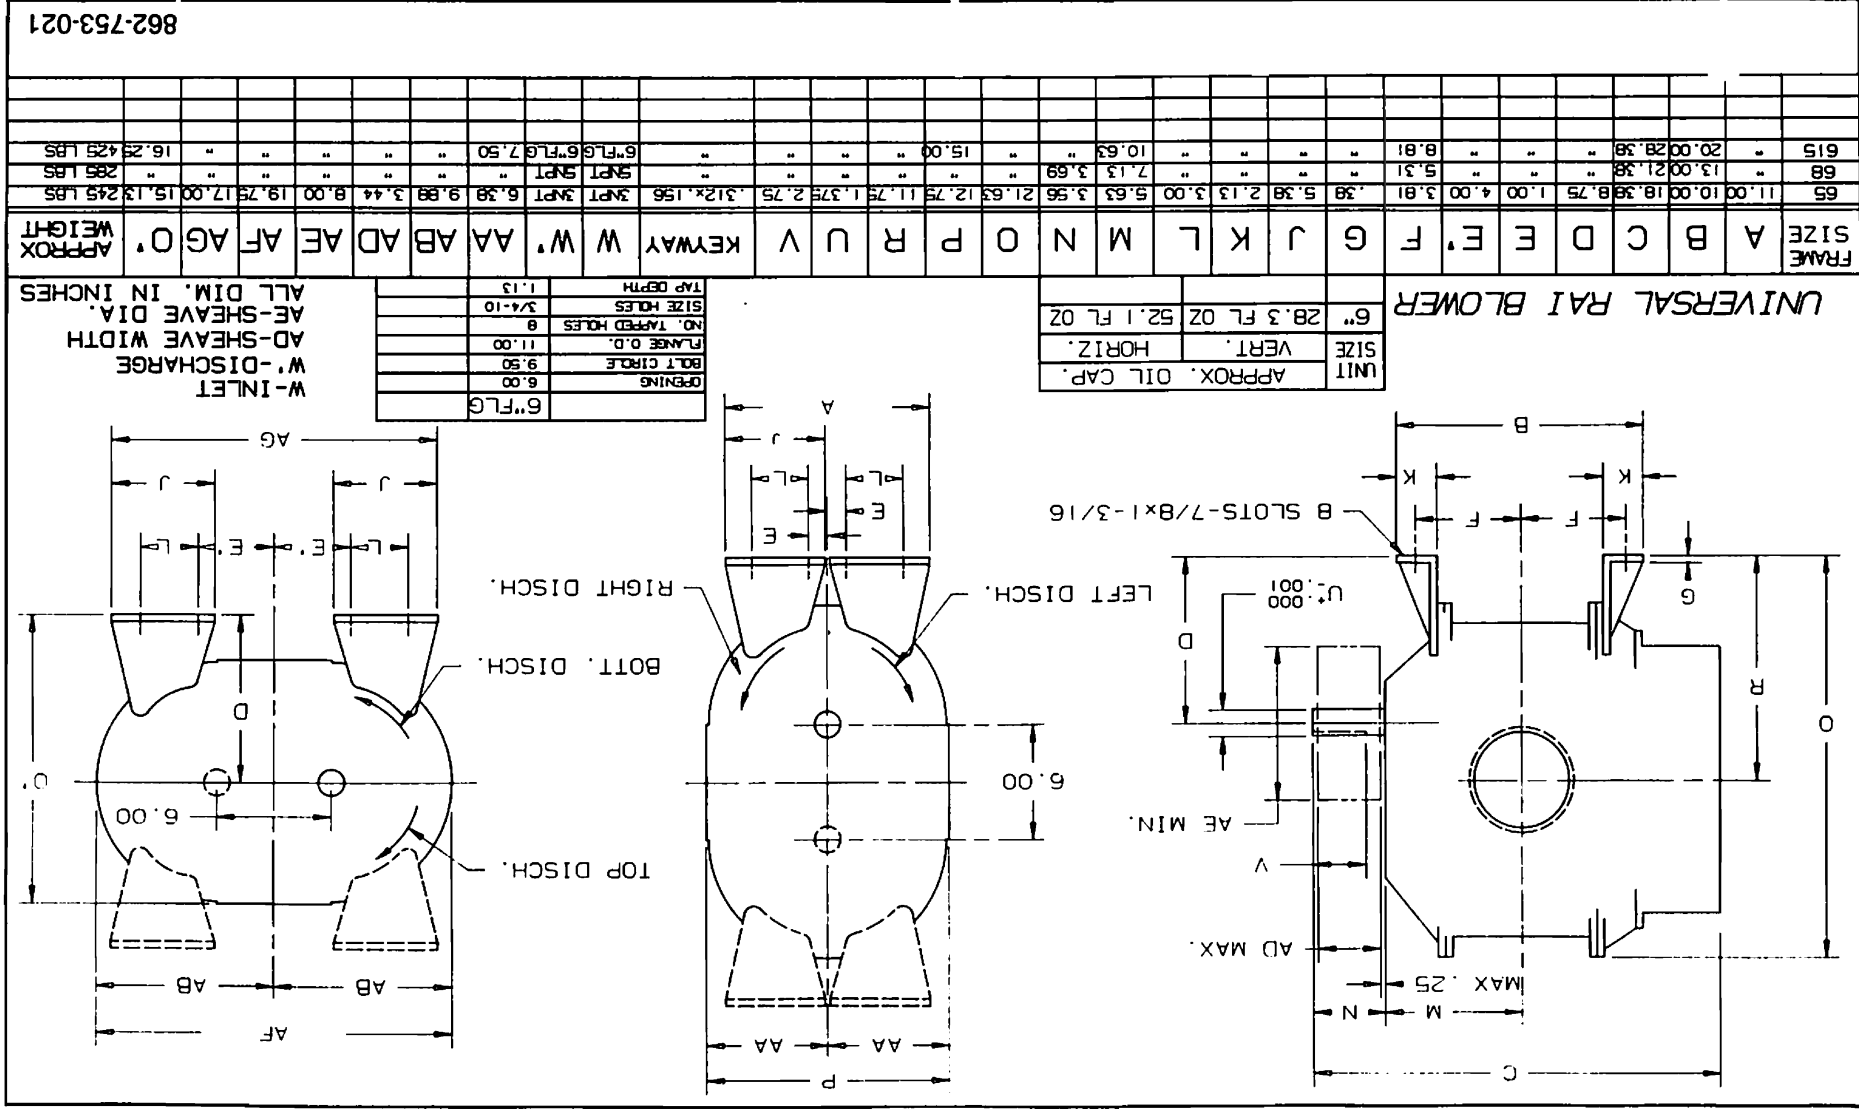 C
M
N
MAX .25
AD MAX.
V
AE MIN.
O
R
D
U +.000
-.001
G
8 SLOTS-7/8x1-3/16
F
F
K
K
B
P
AA
AA
6.00
LEFT DISCH.
RIGHT DISCH
E
E
L
L
J
A
AF
AB
AB
TOP DISCH.
6.00
O'
D
BOTT. DISCH.
L
E'
E'
L
J
J
AG
UNIVERSAL RAI BLOWER
UNIT SIZE
APPROX. OIL CAP.
VERT.
HORIZ.
6"
28.3 FL OZ
52.1 FL OZ
6"FLG
OPENING 6.00
BOLT CIRCLE 9.50
FLANGE O.D. 11.00
NO. TAPPED HOLES 8
SIZE HOLES 3/4-10
TAP DEPTH 1.13
W-INLET
W'-DISCHARGE
AD-SHEAVE WIDTH
AE-SHEAVE DIA.
ALL DIM. IN INCHES
FRAME SIZE A B C D E E' F G J K L M N O P R U V KEYWAY W W' AA AB AD AE AF AG O' APPROX WEIGHT
65 11.00 10.00 18.38 8.75 1.00 4.00 3.81 .38 5.38 2.13 3.00 5.63 3.56 21.63 12.75 11.75 1.375 2.75 .312x.156 3NPT 3NPT 6.38 9.88 3.44 8.00 19.75 17.00 15.13 245 LBS
68 " 13.00 21.38 " " " 5.31 " " " " 7.13 3.69 " " " " " " 5NPT 5NPT " " " " " " " 285 LBS
615 " 20.00 28.38 " " " 8.81 " " " " 10.63 " " 15.00 " " " " 6"FLG 6"FLG 7.50 " " " " " 16.25 425 LBS
862-753-021